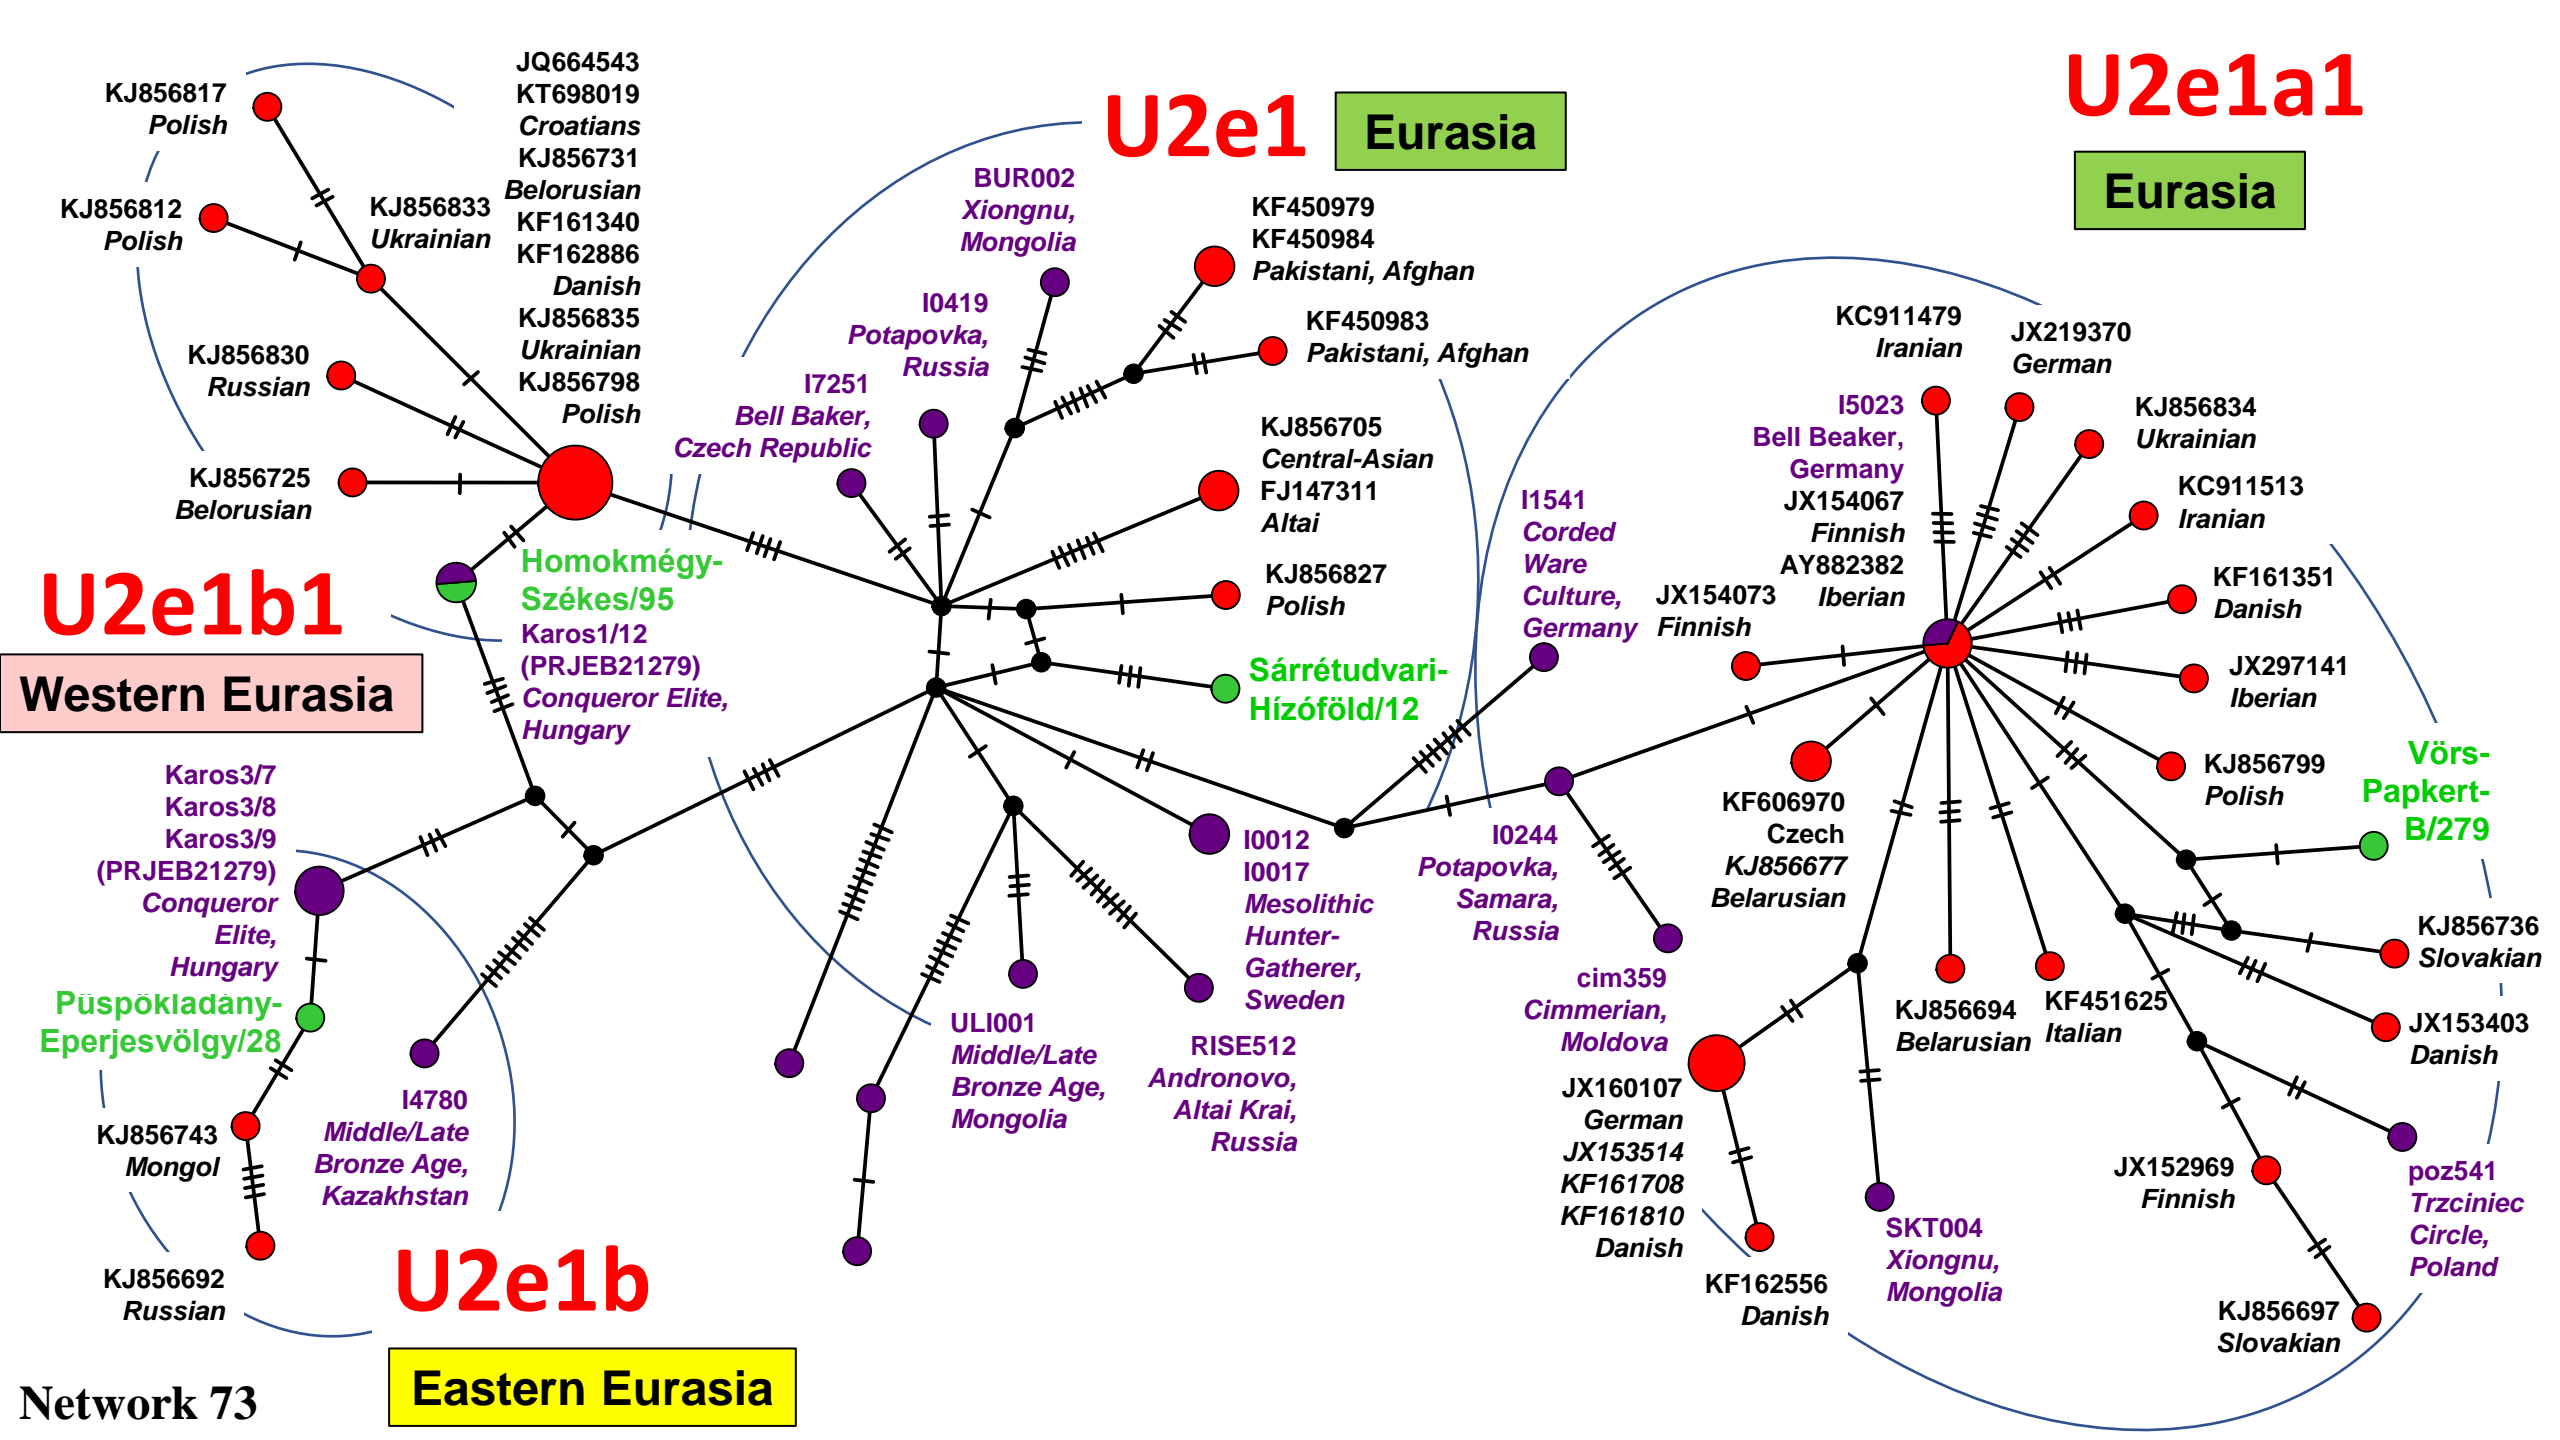 KJ856817
Polish
KJ856812
Polish
KJ856833
Ukrainian
JQ664543
KT698019
Croatians
KJ856731
Belorusian
KF161340
KF162886
Danish
KJ856835
Ukrainian
KJ856798
Polish
KJ856830
Russian
KJ856725
Belorusian
U2e1b1
Western Eurasia
Homokmégy-
Székes/95
Karos1/12
(PRJEB21279)
Conqueror Elite,
Hungary
Karos3/7
Karos3/8
Karos3/9
(PRJEB21279)
Conqueror
Elite,
Hungary
Püspökladány-
Eperjesvölgy/28
KJ856743
Mongol
KJ856692
Russian
I4780
Middle/Late
Bronze Age,
Kazakhstan
U2e1b
Eastern Eurasia
Network 73
U2e1
Eurasia
BUR002
Xiongnu,
Mongolia
I0419
Potapovka,
Russia
I7251
Bell Baker,
Czech Republic
KF450979
KF450984
Pakistani, Afghan
KF450983
Pakistani, Afghan
KJ856705
Central-Asian
FJ147311
Altai
KJ856827
Polish
Sárrétudvari-
Hízóföld/12
I0012
I0017
Mesolithic
Hunter-
Gatherer,
Sweden
ULI001
Middle/Late
Bronze Age,
Mongolia
RISE512
Andronovo,
Altai Krai,
Russia
U2e1a1
Eurasia
I1541
Corded
Ware
Culture,
Germany
I0244
Potapovka,
Samara,
Russia
cim359
Cimmerian,
Moldova
KC911479
Iranian
JX219370
German
I5023
Bell Beaker,
Germany
JX154067
Finnish
AY882382
Iberian
JX154073
Finnish
KJ856834
Ukrainian
KC911513
Iranian
KF161351
Danish
JX297141
Iberian
KJ856799
Polish
Vörs-
Papkert-
B/279
KF606970
Czech
KJ856677
Belarusian
KJ856736
Slovakian
JX153403
Danish
KJ856694
Belarusian
KF451625
Italian
JX160107
German
JX153514
KF161708
KF161810
Danish
KF162556
Danish
SKT004
Xiongnu,
Mongolia
JX152969
Finnish
poz541
Trzciniec
Circle,
Poland
KJ856697
Slovakian